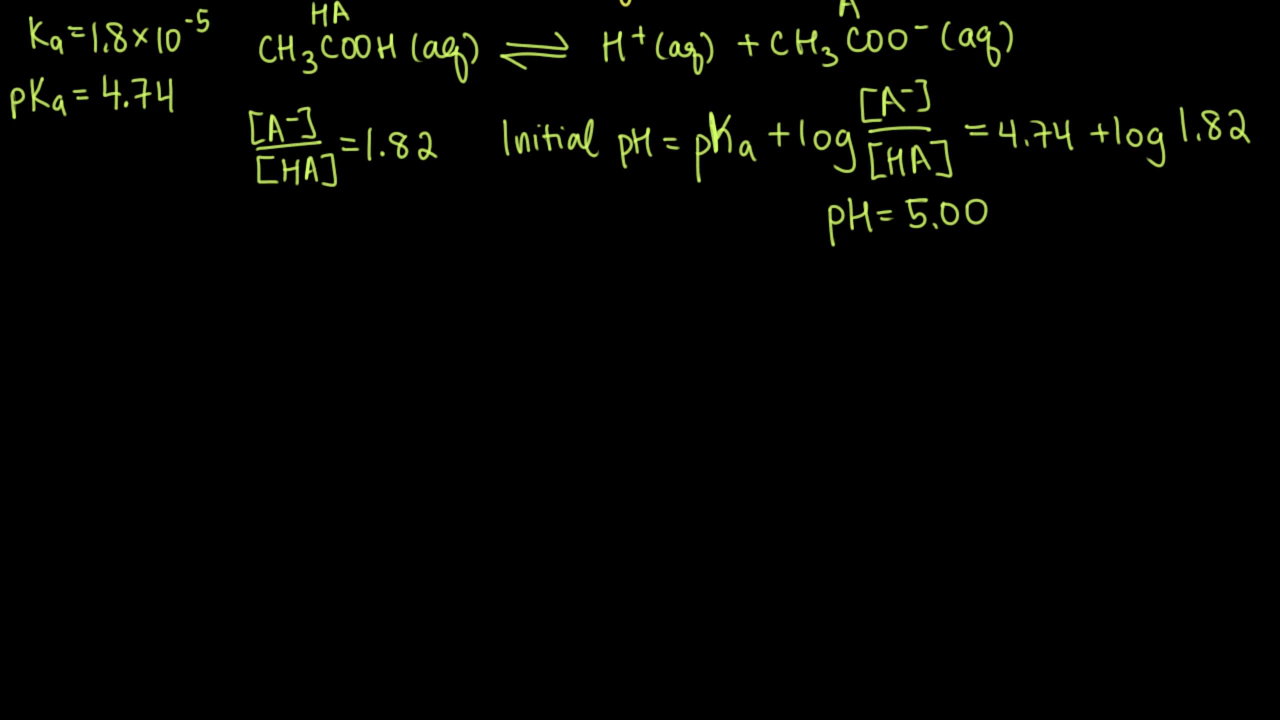 HA A
Ka = 1.8 × 10⁻⁵ CH₃COOH (aq) ⇌ H⁺ (aq) + CH₃COO⁻ (aq)
pKa = 4.74
[A⁻]/[HA] = 1.82 Initial pH = pKa + log [A⁻]/[HA] = 4.74 + log 1.82
pH = 5.00